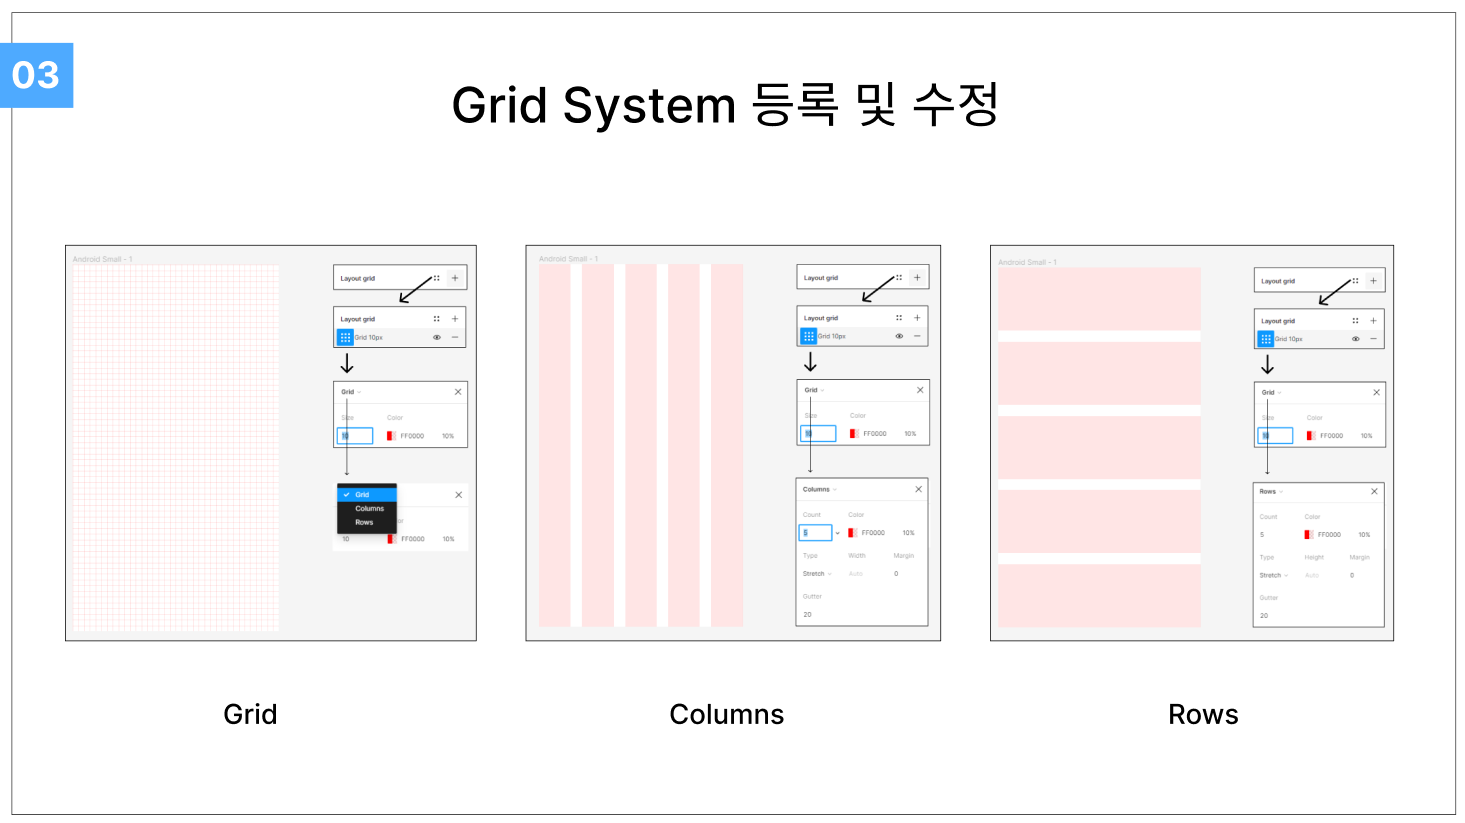 03
Grid System 등록 및 수정
Android Small - 1
Layout grid
Layout grid
Grid 10px
Grid
Size Color
10 FF0000 10%
Grid
Columns
Rows
10 FF0000 10%
Grid
Android Small - 1
Layout grid
Layout grid
Grid 10px
Grid
Size Color
10 FF0000 10%
Columns
Count Color
5 FF0000 10%
Type Width Margin
Stretch Auto 0
Gutter
20
Columns
Android Small - 1
Layout grid
Layout grid
Grid 10px
Grid
Size Color
10 FF0000 10%
Rows
Count Color
5 FF0000 10%
Type Height Margin
Stretch Auto 0
Gutter
20
Rows